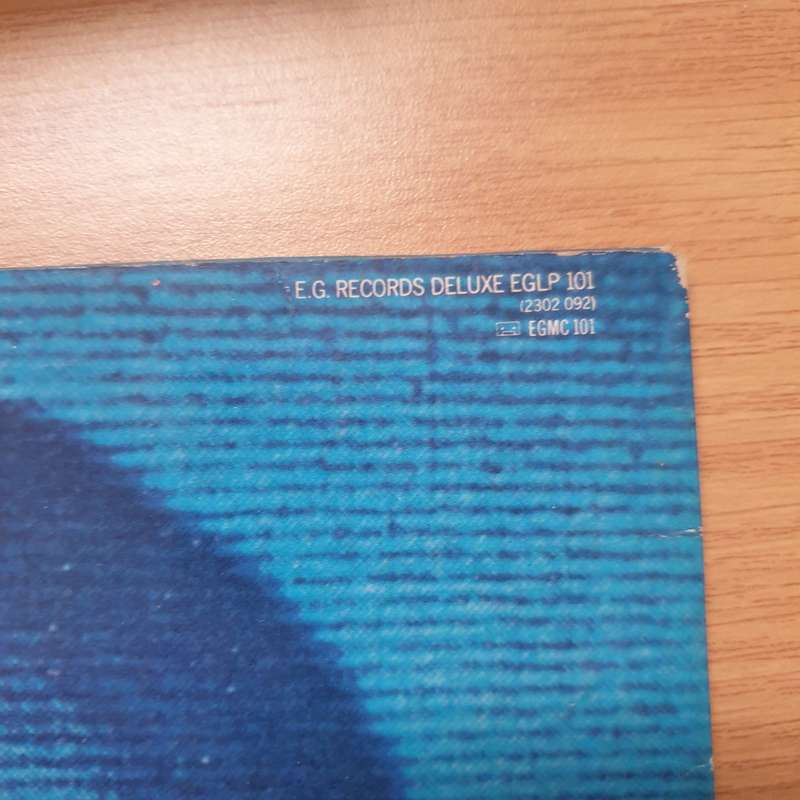 E.G. RECORDS DELUXE EGLP 101
(2302 092)
EGMC 101